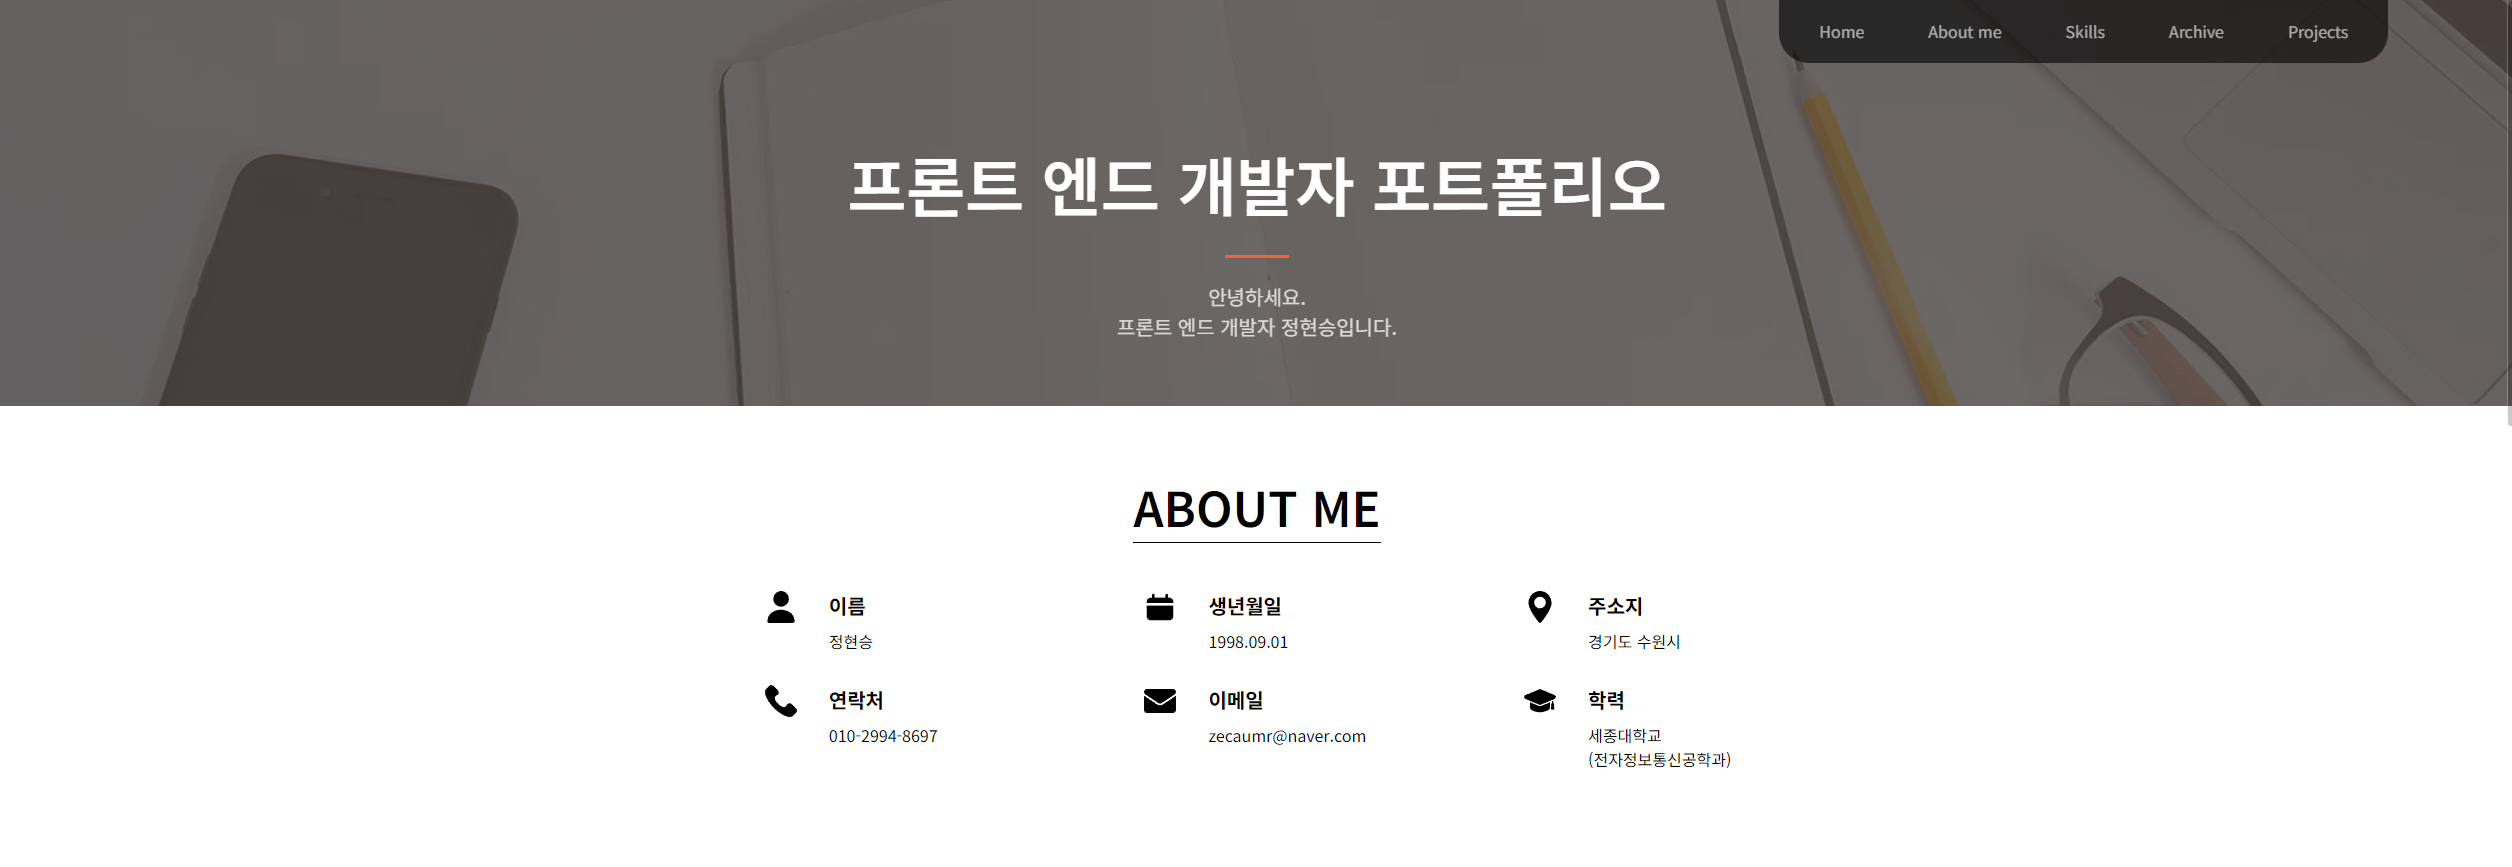 Home About me Skills Archive Projects
프론트 엔드 개발자 포트폴리오
안녕하세요.
프론트 엔드 개발자 정현승입니다.
ABOUT ME
이름
정현승
생년월일
1998.09.01
주소지
경기도 수원시
연락처
010-2994-8697
이메일
zecaumr@naver.com
학력
세종대학교
(전자정보통신공학과)